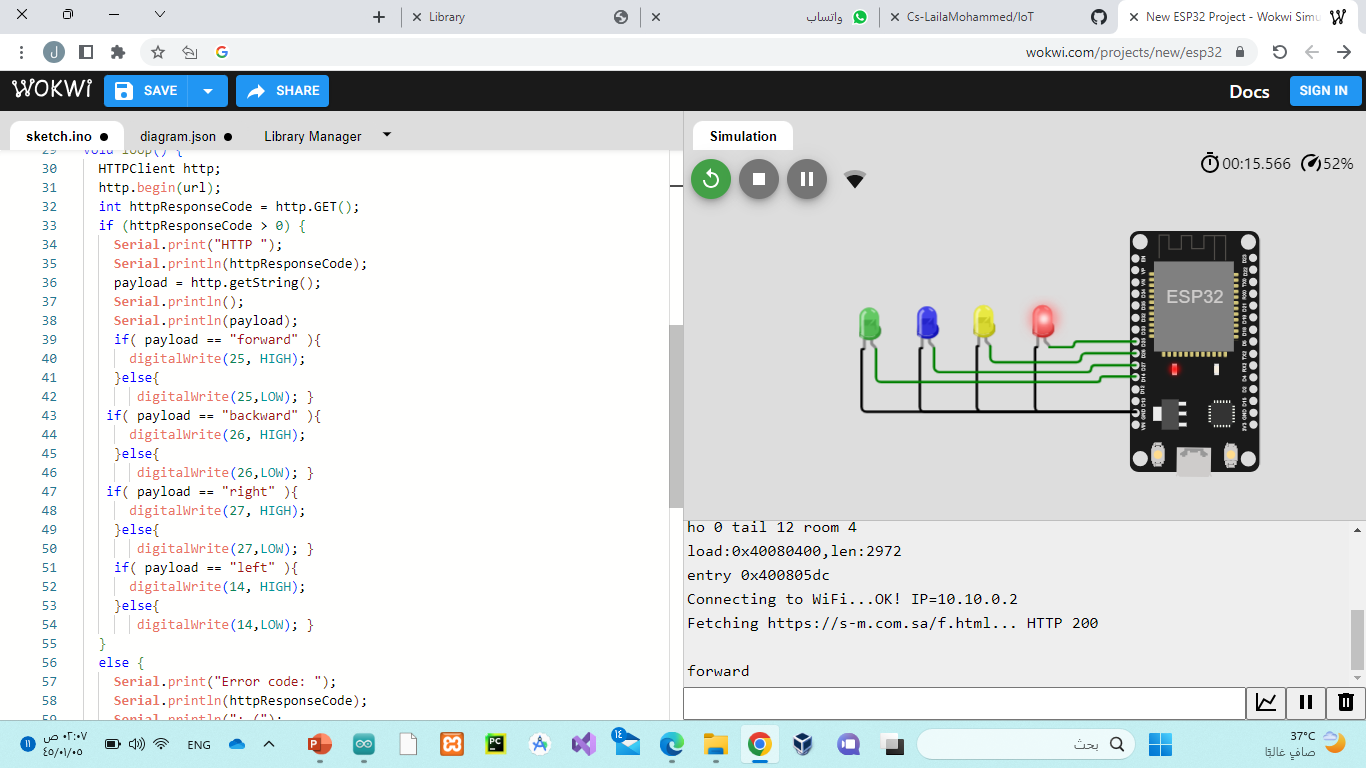 Library
واتساب
Cs-LailaMohammed/IoT
New ESP32 Project - Wokwi Simu
J
wokwi.com/projects/new/esp32
WOKWI
SAVE
SHARE
Docs
SIGN IN
sketch.ino ●
diagram.json ●
Library Manager
Simulation
00:15.566
52%
29 void loop() {
30 HTTPClient http;
31 http.begin(url);
32 int httpResponseCode = http.GET();
33 if (httpResponseCode > 0) {
34 Serial.print("HTTP ");
35 Serial.println(httpResponseCode);
36 payload = http.getString();
37 Serial.println();
38 Serial.println(payload);
39 if( payload == "forward" ){
40 digitalWrite(25, HIGH);
41 }else{
42 digitalWrite(25,LOW); }
43 if( payload == "backward" ){
44 digitalWrite(26, HIGH);
45 }else{
46 digitalWrite(26,LOW); }
47 if( payload == "right" ){
48 digitalWrite(27, HIGH);
49 }else{
50 digitalWrite(27,LOW); }
51 if( payload == "left" ){
52 digitalWrite(14, HIGH);
53 }else{
54 digitalWrite(14,LOW); }
55 }
56 else {
57 Serial.print("Error code: ");
58 Serial.println(httpResponseCode);
59 Serial.println(":-(");
ESP32
ho 0 tail 12 room 4
load:0x40080400,len:2972
entry 0x400805dc
Connecting to WiFi...OK! IP=10.10.0.2
Fetching https://s-m.com.sa/f.html... HTTP 200
forward
١١
٠٢:٠٧ ص
٤٥/٠١/٠٥
ENG
PC
١٤
بحث
37°C
صافٍ غالبًا